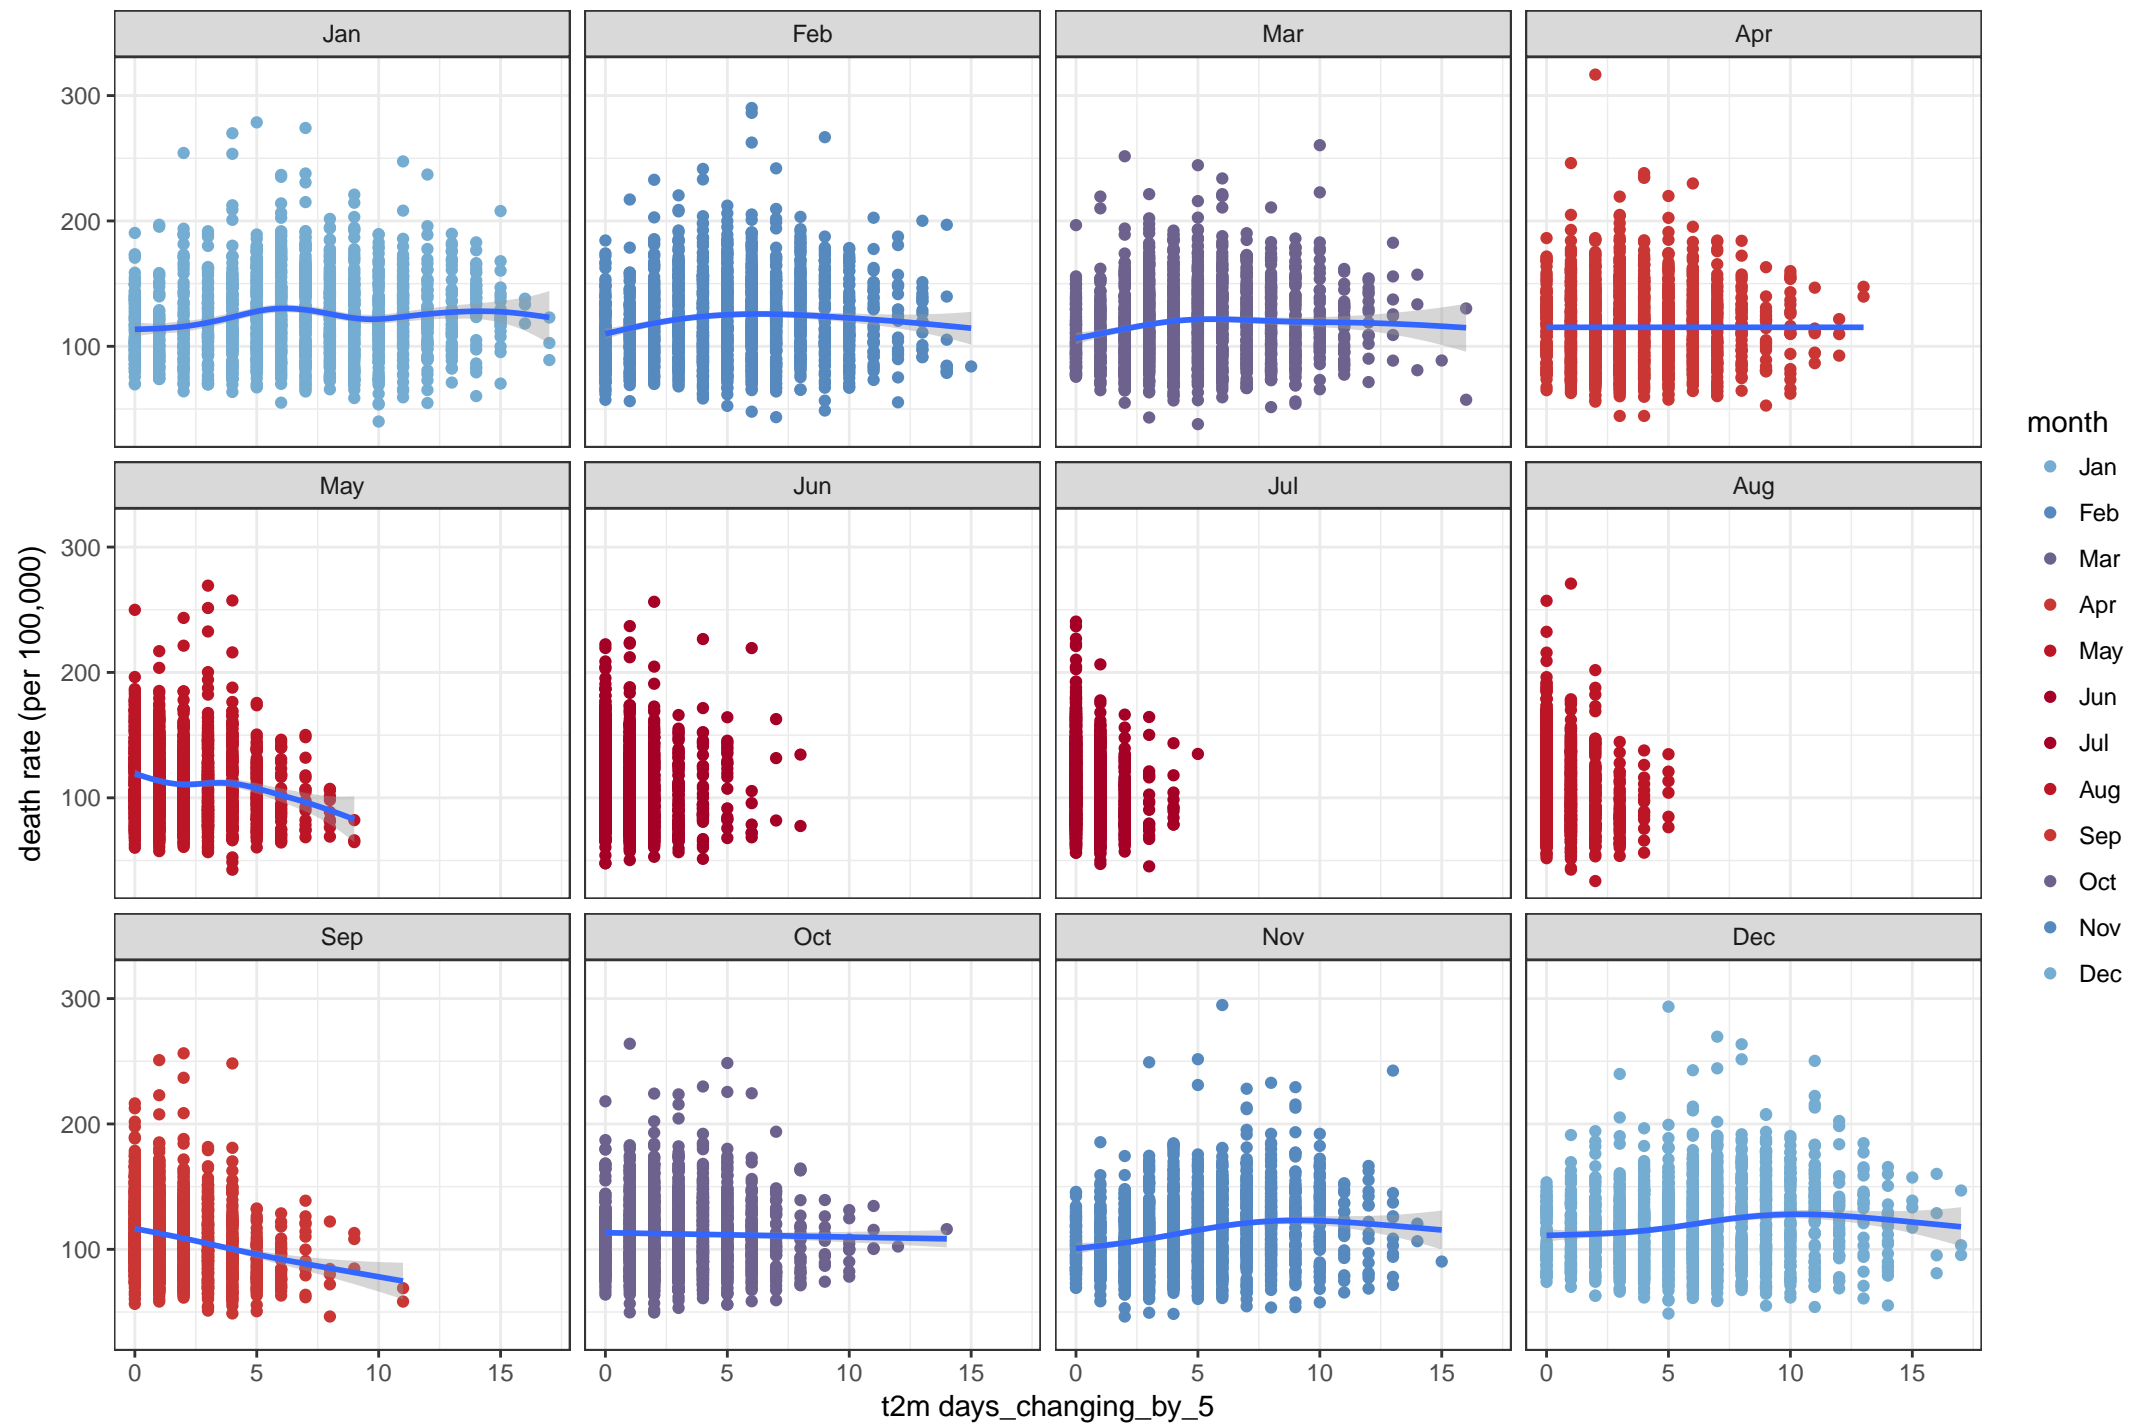 Jan Feb Mar Apr
300
200
100
May Jun Jul Aug
300
200
100
Sep Oct Nov Dec
300
200
100
0 5 10 15 0 5 10 15 0 5 10 15 0 5 10 15
t2m days_changing_by_5
death rate (per 100,000)
month
Jan
Feb
Mar
Apr
May
Jun
Jul
Aug
Sep
Oct
Nov
Dec